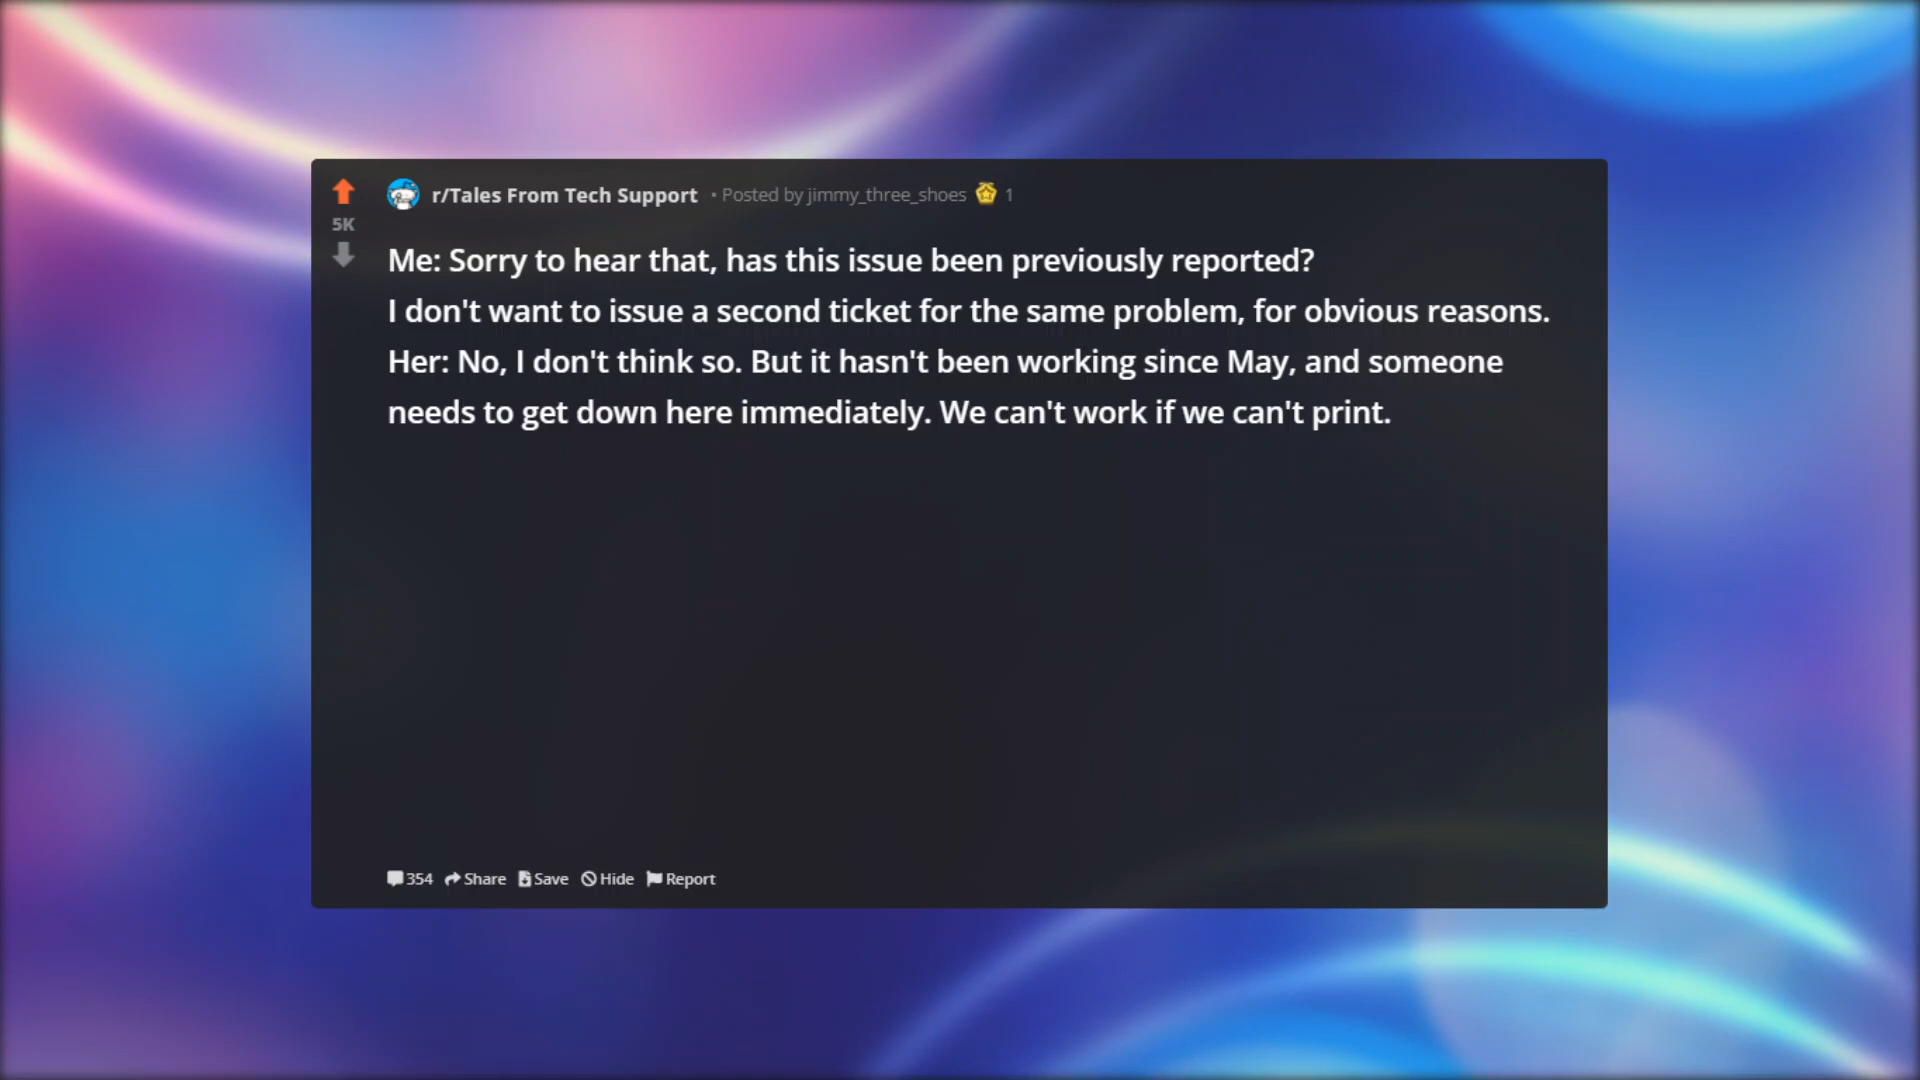 r/Tales From Tech Support • Posted by jimmy_three_shoes 1
5K
Me: Sorry to hear that, has this issue been previously reported?
I don't want to issue a second ticket for the same problem, for obvious reasons.
Her: No, I don't think so. But it hasn't been working since May, and someone
needs to get down here immediately. We can't work if we can't print.
354 Share Save Hide Report